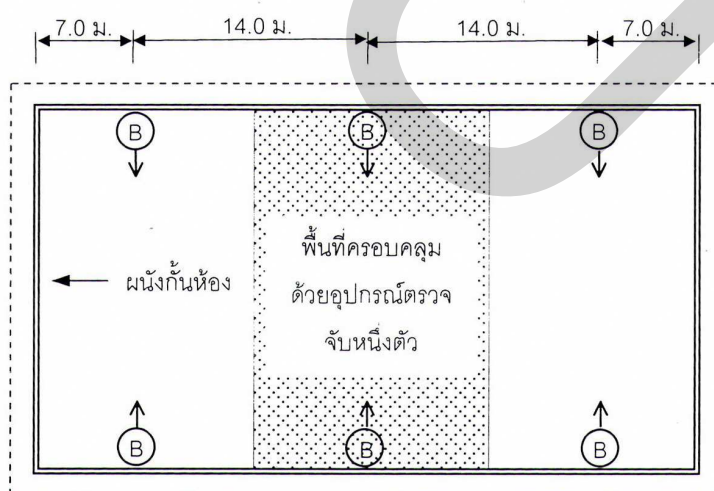 7.0 ม. 14.0 ม. 14.0 ม. 7.0 ม.
B B B
พื้นที่ครอบคลุม
ผนังกั้นห้อง ด้วยอุปกรณ์ตรวจ
จับหนึ่งตัว
B B B